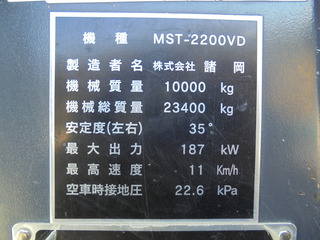 機種 MST-2200VD
製造者名 株式会社 諸岡
機械質量 10000 kg
機械総質量 23400 kg
安定度(左右) 35°
最大出力 187 kW
最高速度 11 Km/h
空車時接地圧 22.6 kPa